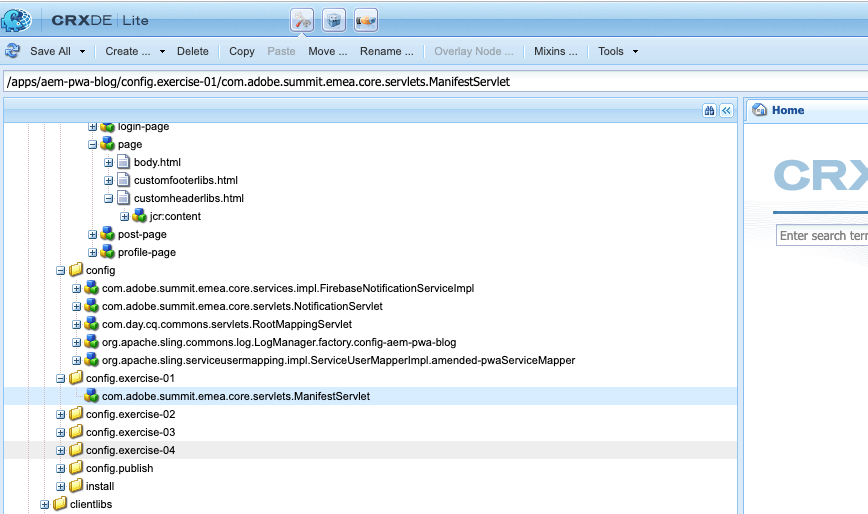 CRXDE | Lite
Save All Create ... Delete Copy Paste Move ... Rename ... Overlay Node ... Mixins ... Tools
/apps/aem-pwa-blog/config.exercise-01/com.adobe.summit.emea.core.servlets.ManifestServlet
Home
login-page
page
body.html
customfooterlibs.html
customheaderlibs.html
jcr:content
post-page
profile-page
config
com.adobe.summit.emea.core.services.impl.FirebaseNotificationServiceImpl
com.adobe.summit.emea.core.servlets.NotificationServlet
com.day.cq.commons.servlets.RootMappingServlet
org.apache.sling.commons.log.LogManager.factory.config-aem-pwa-blog
org.apache.sling.serviceusermapping.impl.ServiceUserMapperImpl.amended-pwaServiceMapper
config.exercise-01
com.adobe.summit.emea.core.servlets.ManifestServlet
config.exercise-02
config.exercise-03
config.exercise-04
config.publish
install
clientlibs
CRX
Enter search term